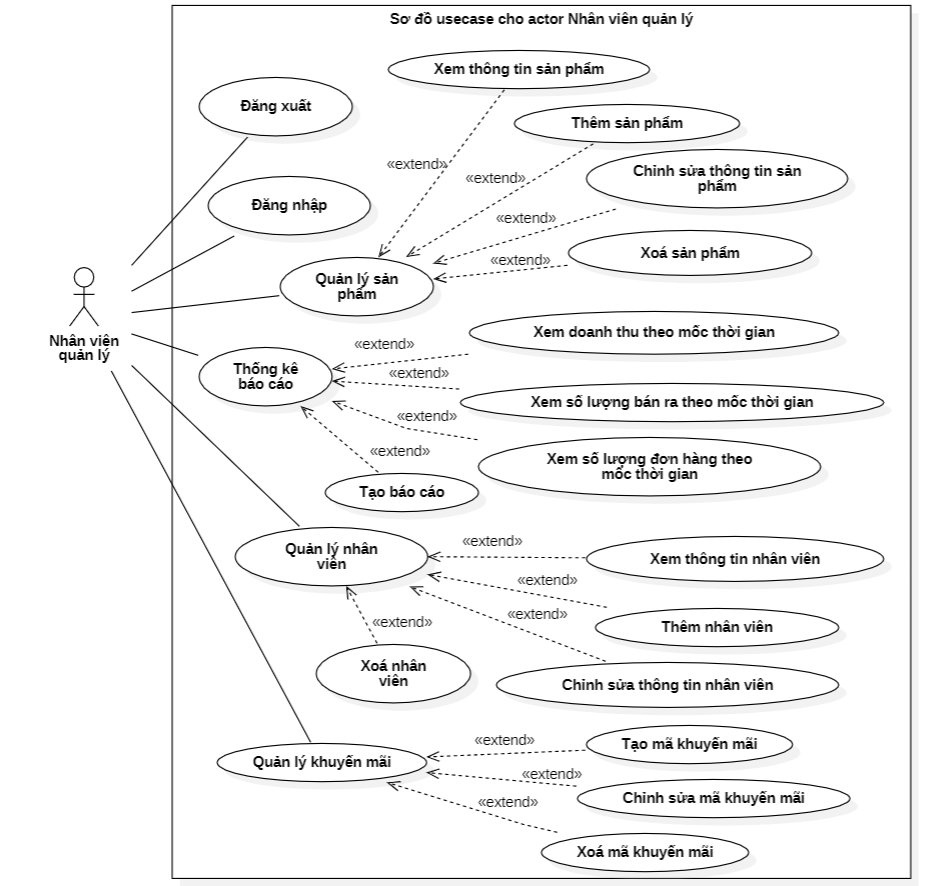 Sơ đồ usecase cho actor Nhân viên quản lý
Xem thông tin sản phẩm
Đăng xuất
Thêm sản phẩm
«extend»
«extend»
Chỉnh sửa thông tin sản
phẩm
Đăng nhập
«extend»
Xoá sản phẩm
«extend»
Quản lý sản
phẩm
Nhân viên
quản lý
Xem doanh thu theo mốc thời gian
«extend»
Thống kê
báo cáo
«extend»
Xem số lượng bán ra theo mốc thời gian
«extend»
«extend»
Xem số lượng đơn hàng theo
mốc thời gian
Tạo báo cáo
Quản lý nhân
viên
«extend»
Xem thông tin nhân viên
«extend»
«extend»
Thêm nhân viên
«extend»
Xoá nhân
viên
Chỉnh sửa thông tin nhân viên
Quản lý khuyến mãi
«extend»
Tạo mã khuyến mãi
«extend»
Chỉnh sửa mã khuyến mãi
«extend»
Xoá mã khuyến mãi